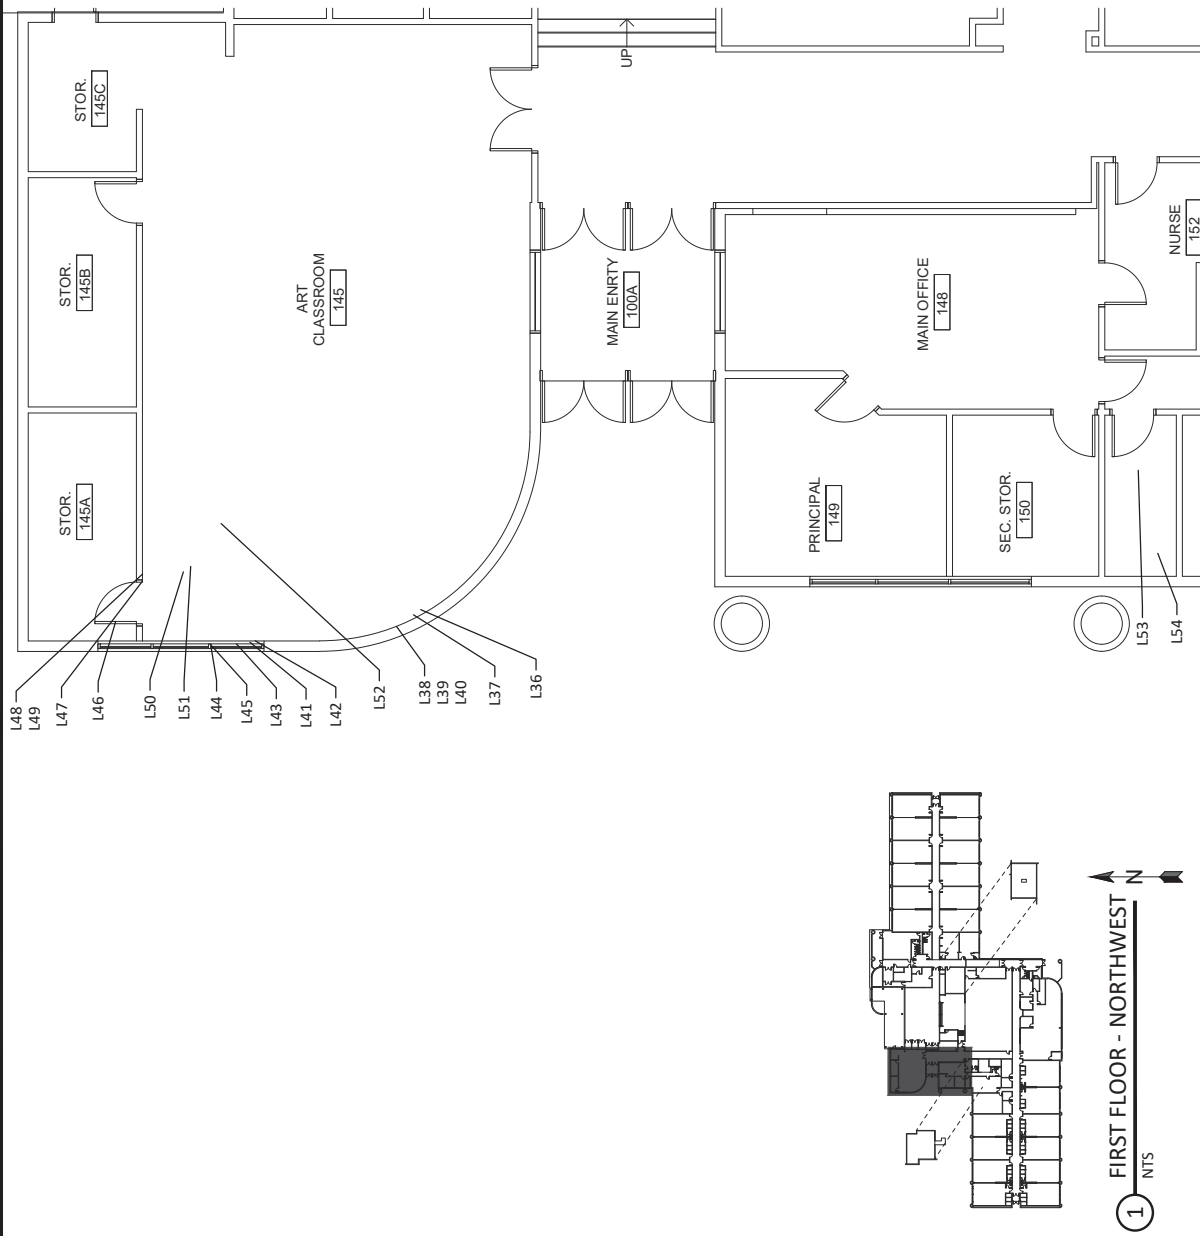 STOR.
145C
STOR.
145B
STOR.
145A
ART
CLASSROOM
145
UP
MAIN ENRTY
100A
MAIN OFFICE
148
NURSE
152
PRINCIPAL
149
SEC. STOR.
150
L48
L49
L47
L46
L50
L51
L44
L45
L43
L41
L42
L52
L38
L39
L40
L37
L36
L53
L54
1
FIRST FLOOR - NORTHWEST
NTS
N